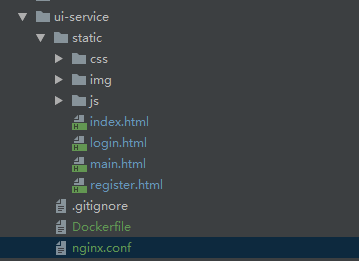 ui-service
static
css
img
js
index.html
login.html
main.html
register.html
.gitignore
Dockerfile
nginx.conf